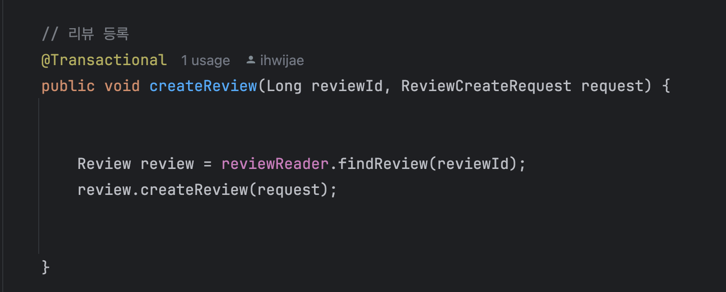 // 리뷰 등록
@Transactional 1 usage ihwijae
public void createReview(Long reviewId, ReviewCreateRequest request) {
Review review = reviewReader.findReview(reviewId);
review.createReview(request);
}